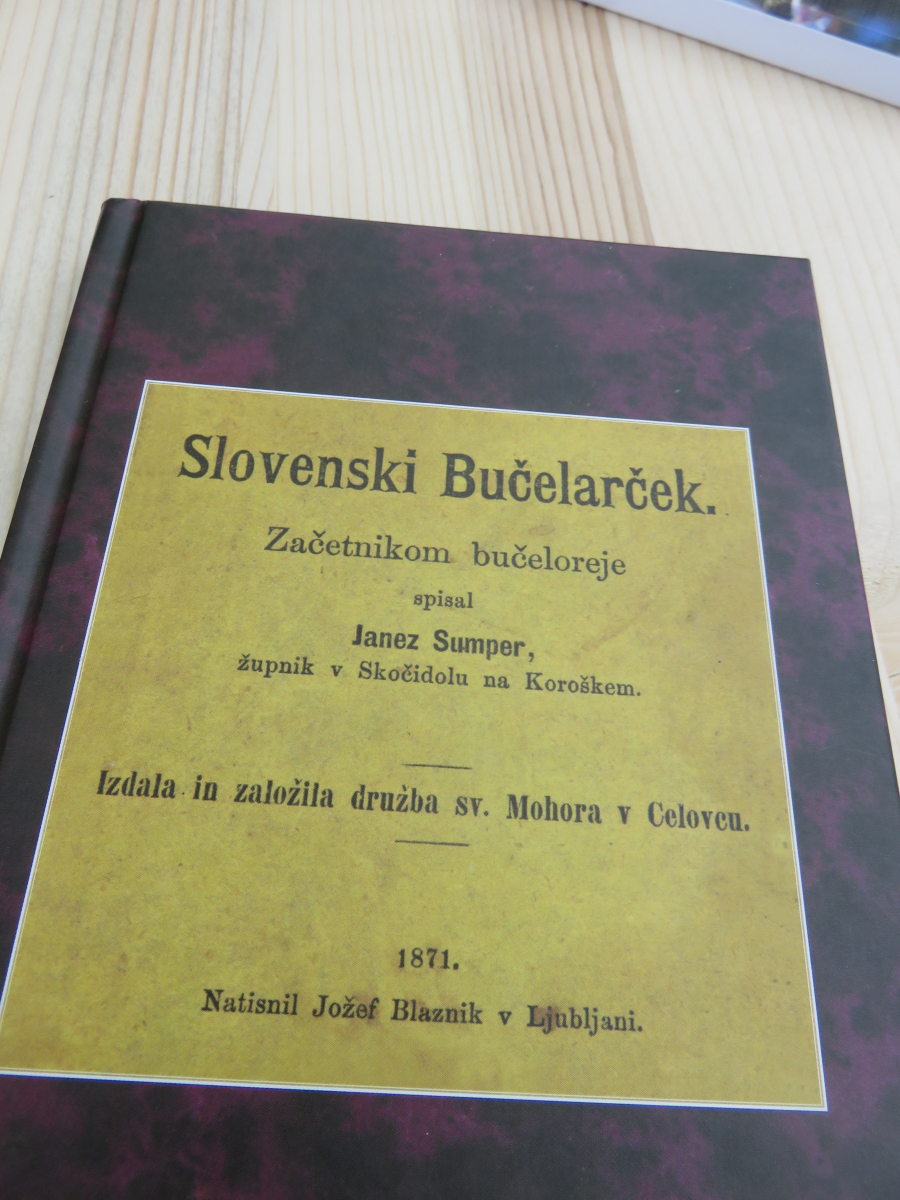 Slovenski Bučelarček.
Začetnikom bučeloreje
spisal
Janez Sumper,
župnik v Skočidolu na Koroškem.
Izdala in založila družba sv. Mohora v Celovcu.
1871.
Natisnil Jožef Blaznik v Ljubljani.